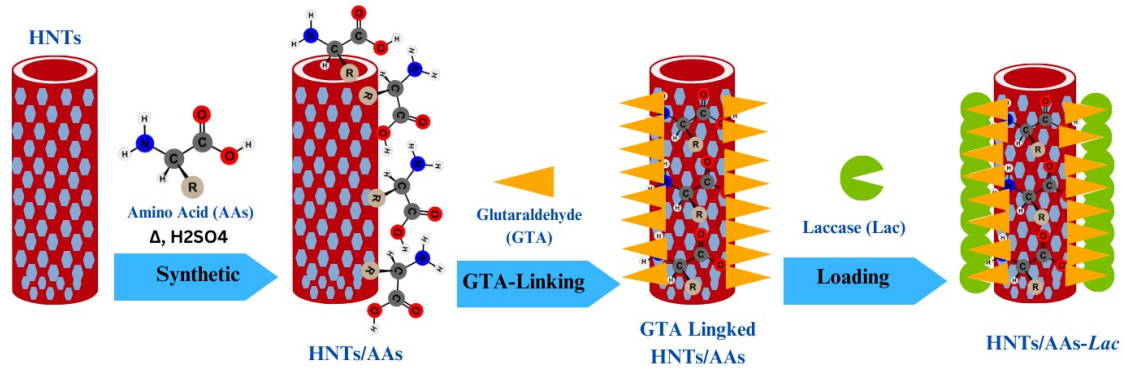 HNTs
H
H
N
H
C
C
O
O
H
R
Amino Acid (AAs)
Δ, H2SO4
Synthetic
H
H
N
H
C
C
O
O
H
R
H
H
N
C
R
C
O
O
H
H
H
N
C
R
C
O
O
H
H
H
N
C
R
C
O
O
H
HNTs/AAs
Glutaraldehyde
(GTA)
GTA-Linking
O
C
C
H
R
O
C
C
H
R
O
C
C
H
R
GTA Lingked
HNTs/AAs
Laccase (Lac)
Loading
O
C
C
H
R
O
C
C
H
R
O
C
C
H
R
HNTs/AAs-Lac